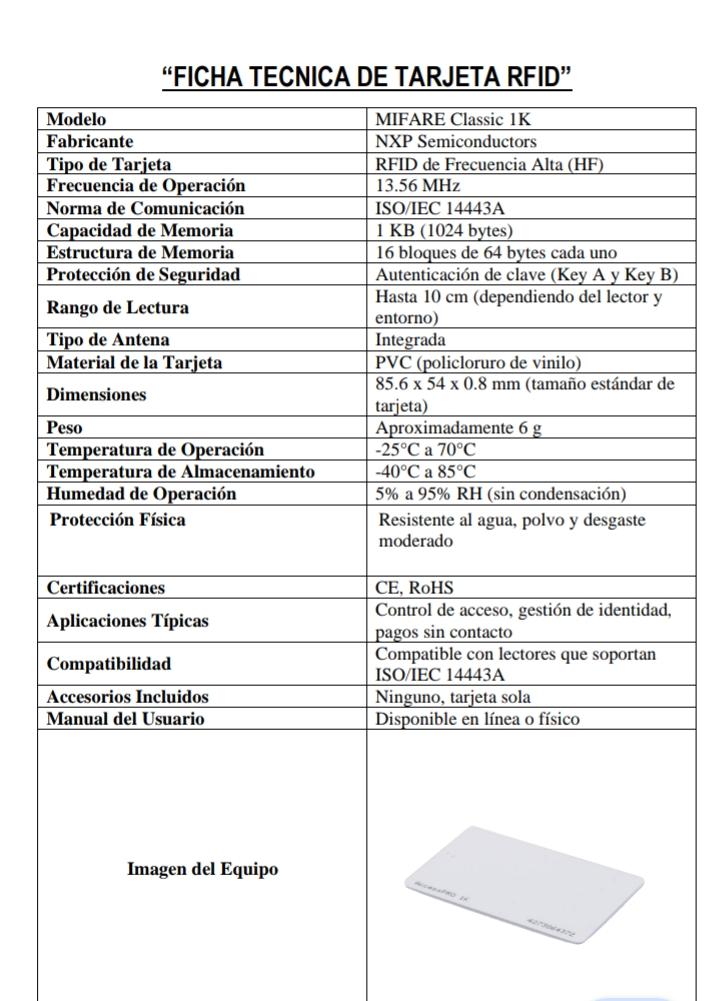 “FICHA TECNICA DE TARJETA RFID”
Modelo MIFARE Classic 1K
Fabricante NXP Semiconductors
Tipo de Tarjeta RFID de Frecuencia Alta (HF)
Frecuencia de Operación 13.56 MHz
Norma de Comunicación ISO/IEC 14443A
Capacidad de Memoria 1 KB (1024 bytes)
Estructura de Memoria 16 bloques de 64 bytes cada uno
Protección de Seguridad Autenticación de clave (Key A y Key B)
Rango de Lectura Hasta 10 cm (dependiendo del lector y
entorno)
Tipo de Antena Integrada
Material de la Tarjeta PVC (policloruro de vinilo)
Dimensiones 85.6 x 54 x 0.8 mm (tamaño estándar de
tarjeta)
Peso Aproximadamente 6 g
Temperatura de Operación -25°C a 70°C
Temperatura de Almacenamiento -40°C a 85°C
Humedad de Operación 5% a 95% RH (sin condensación)
Protección Física Resistente al agua, polvo y desgaste
moderado
Certificaciones CE, RoHS
Aplicaciones Típicas Control de acceso, gestión de identidad,
pagos sin contacto
Compatibilidad Compatible con lectores que soportan
ISO/IEC 14443A
Accesorios Incluidos Ninguno, tarjeta sola
Manual del Usuario Disponible en línea o físico
Imagen del Equipo
AccessPRO 1K